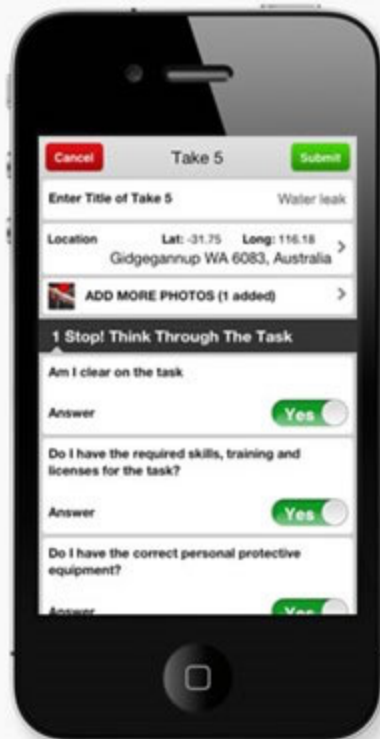 Cancel Take 5 Submit
Enter Title of Take 5 Water leak
Location Lat: -31.75 Long: 116.18
Gidgegannup WA 6083, Australia
ADD MORE PHOTOS (1 added)
1 Stop! Think Through The Task
Am I clear on the task
Answer Yes
Do I have the required skills, training and
licenses for the task?
Answer Yes
Do I have the correct personal protective
equipment?
Answer Yes